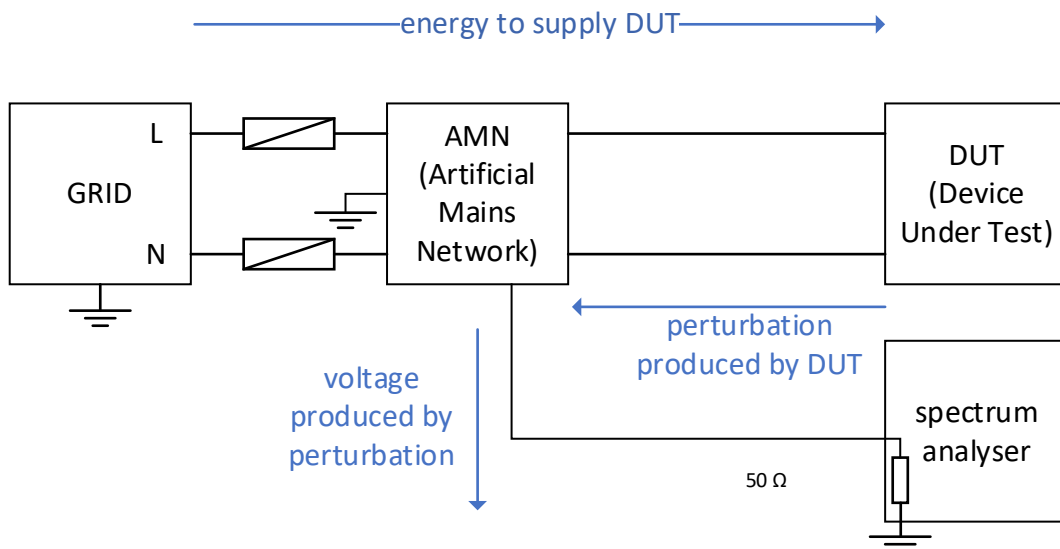 energy to supply DUT
GRID
L
N
AMN
(Artificial
Mains
Network)
DUT
(Device
Under Test)
perturbation
produced by DUT
voltage
produced by
perturbation
spectrum
analyser
50 Ω